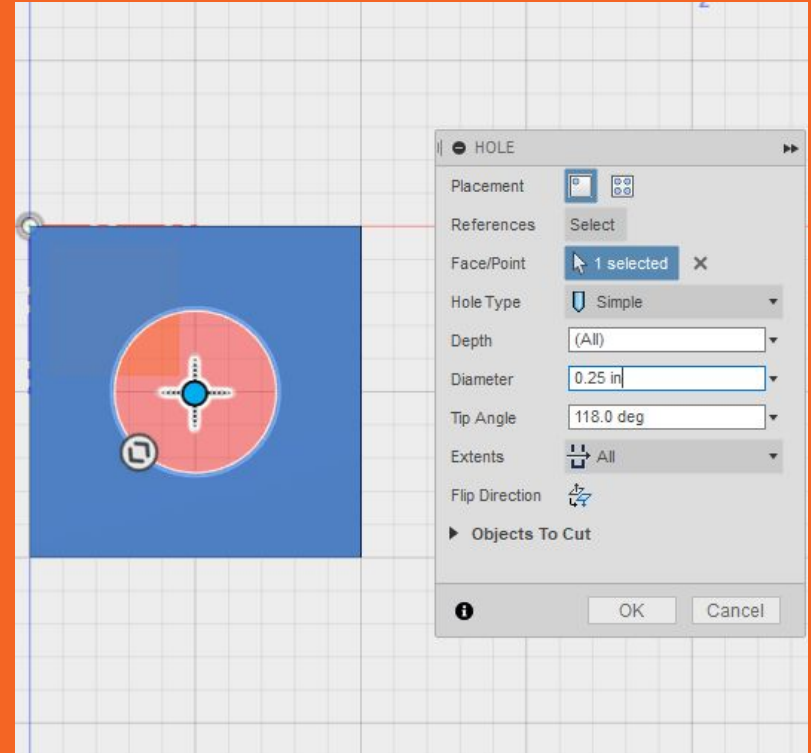 2
HOLE
Placement
References Select
Face/Point 1 selected
Hole Type Simple
Depth (All)
Diameter 0.25 in
Tip Angle 118.0 deg
Extents All
Flip Direction
Objects To Cut
OK Cancel